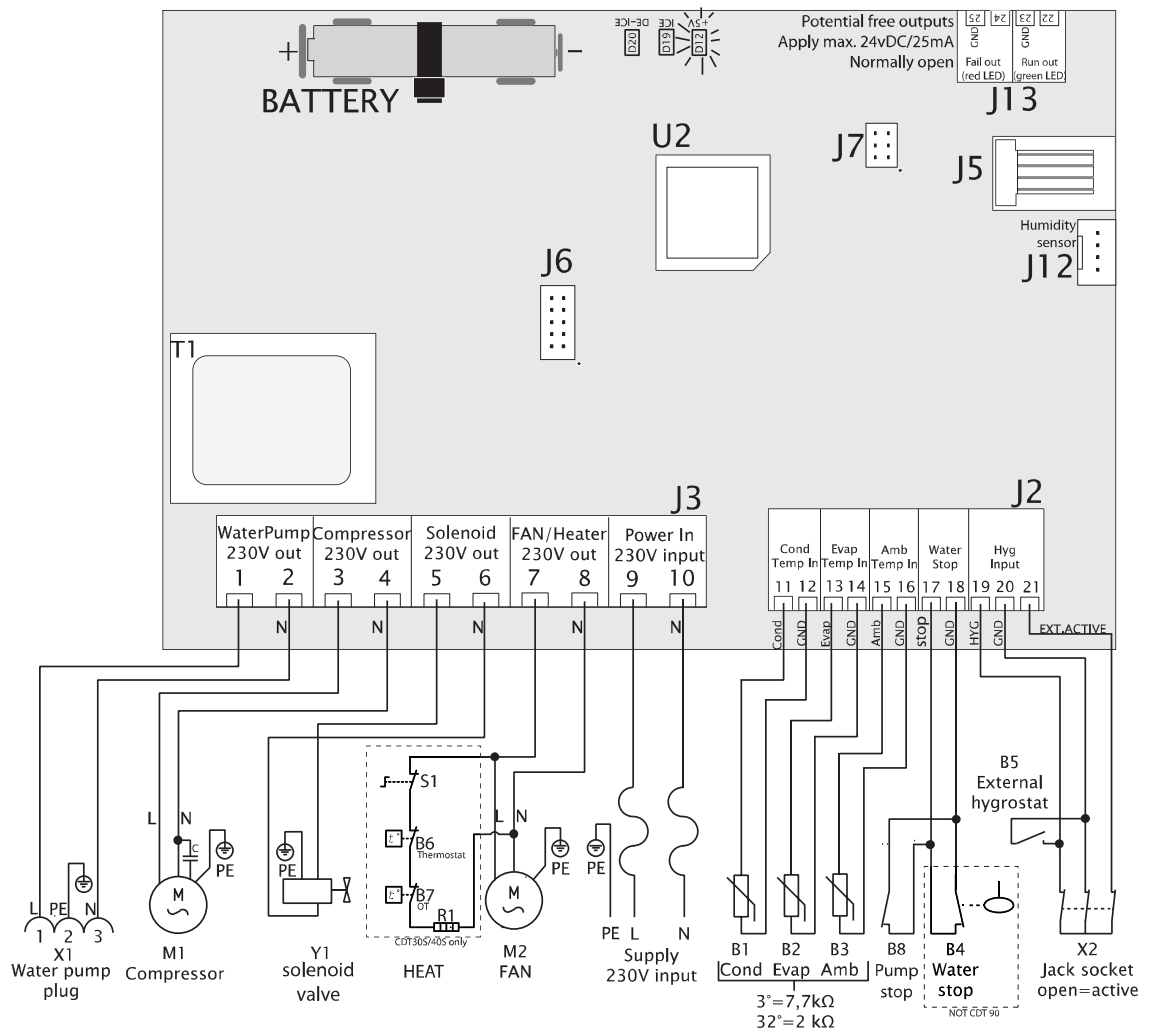 + −
BATTERY
DE-ICE ICE +5V
D20 D19 D12
Potential free outputs
Apply max. 24vDC/25mA
Normally open
25 24 23 22
GND GND
Fail out Run out
(red LED) (green LED)
J13
U2
J7
J5
Humidity
sensor
J12
J6
T1
J3
J2
WaterPump Compressor Solenoid FAN/Heater Power In
230V out 230V out 230V out 230V out 230V input
1 2 3 4 5 6 7 8 9 10
Cond Evap Amb Water Hyg
Temp In Temp In Temp In Stop Input
11 12 13 14 15 16 17 18 19 20 21
N N N N N
Cond GND Evap GND Amb GND stop GND HYG GND EXT.ACTIVE
S1
B5
External
hygrostat
L N L N
t° B6
Thermostat
C
PE PE PE PE
t° B7
OT
M M
R1
L PE N
1 2 3
CDT30S/40S only
PE L N
B1 B2 B3 B8 B4 X2
X1
Water pump
plug
M1
Compressor
Y1
solenoid
valve
HEAT
M2
FAN
Supply
230V input
Cond Evap Amb
3°=7,7kΩ
32°=2 kΩ
Pump
stop
Water
stop
NOT CDT 90
Jack socket
open=active